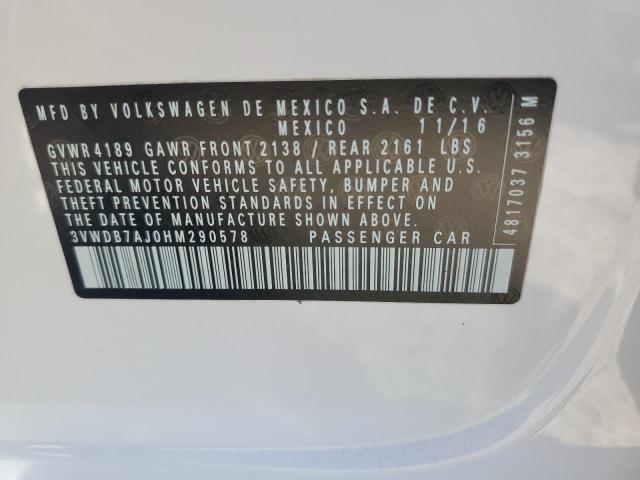 MFD BY VOLKSWAGEN DE MEXICO S.A. DE C.V.
MEXICO 11/16
GVWR 4189 GAWR FRONT 2138 / REAR 2161 LBS
THIS VEHICLE CONFORMS TO ALL APPLICABLE U.S.
FEDERAL MOTOR VEHICLE SAFETY, BUMPER AND
THEFT PREVENTION STANDARDS IN EFFECT ON
THE DATE OF MANUFACTURE SHOWN ABOVE.
3VWDB7AJ0HM290578 PASSENGER CAR
4817037 3156 M